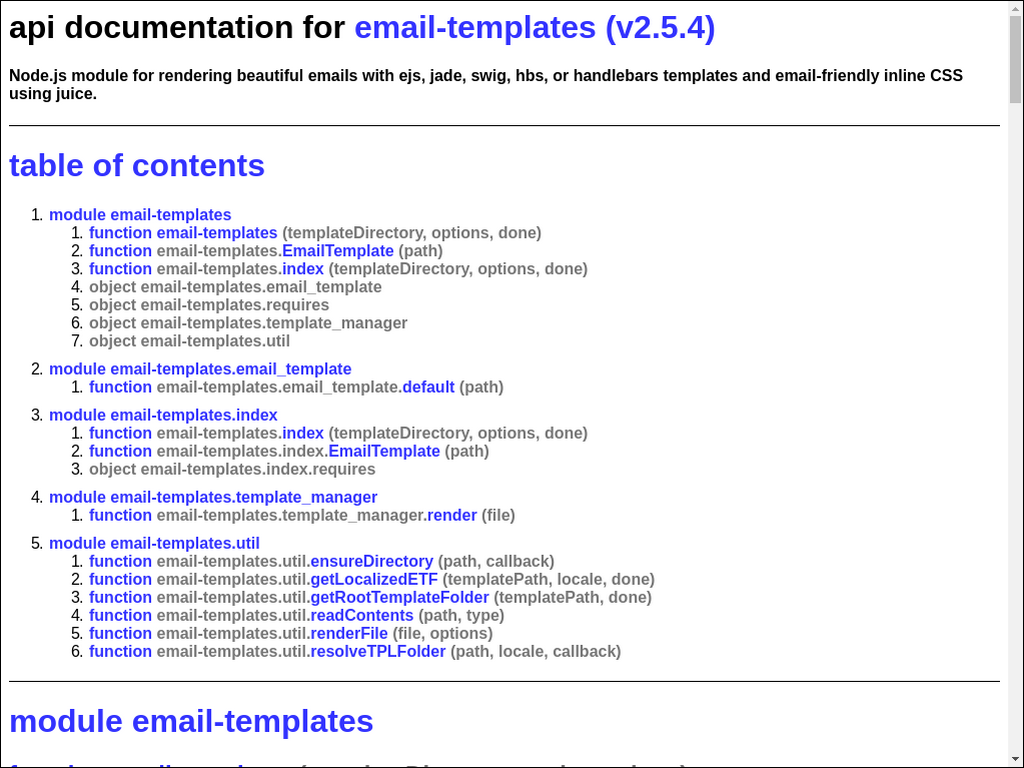 api documentation for email-templates (v2.5.4)
Node.js module for rendering beautiful emails with ejs, jade, swig, hbs, or handlebars templates and email-friendly inline CSS
using juice.
table of contents
1. module email-templates
1. function email-templates (templateDirectory, options, done)
2. function email-templates.EmailTemplate (path)
3. function email-templates.index (templateDirectory, options, done)
4. object email-templates.email_template
5. object email-templates.requires
6. object email-templates.template_manager
7. object email-templates.util
2. module email-templates.email_template
1. function email-templates.email_template.default (path)
3. module email-templates.index
1. function email-templates.index (templateDirectory, options, done)
2. function email-templates.index.EmailTemplate (path)
3. object email-templates.index.requires
4. module email-templates.template_manager
1. function email-templates.template_manager.render (file)
5. module email-templates.util
1. function email-templates.util.ensureDirectory (path, callback)
2. function email-templates.util.getLocalizedETF (templatePath, locale, done)
3. function email-templates.util.getRootTemplateFolder (templatePath, done)
4. function email-templates.util.readContents (path, type)
5. function email-templates.util.renderFile (file, options)
6. function email-templates.util.resolveTPLFolder (path, locale, callback)
module email-templates